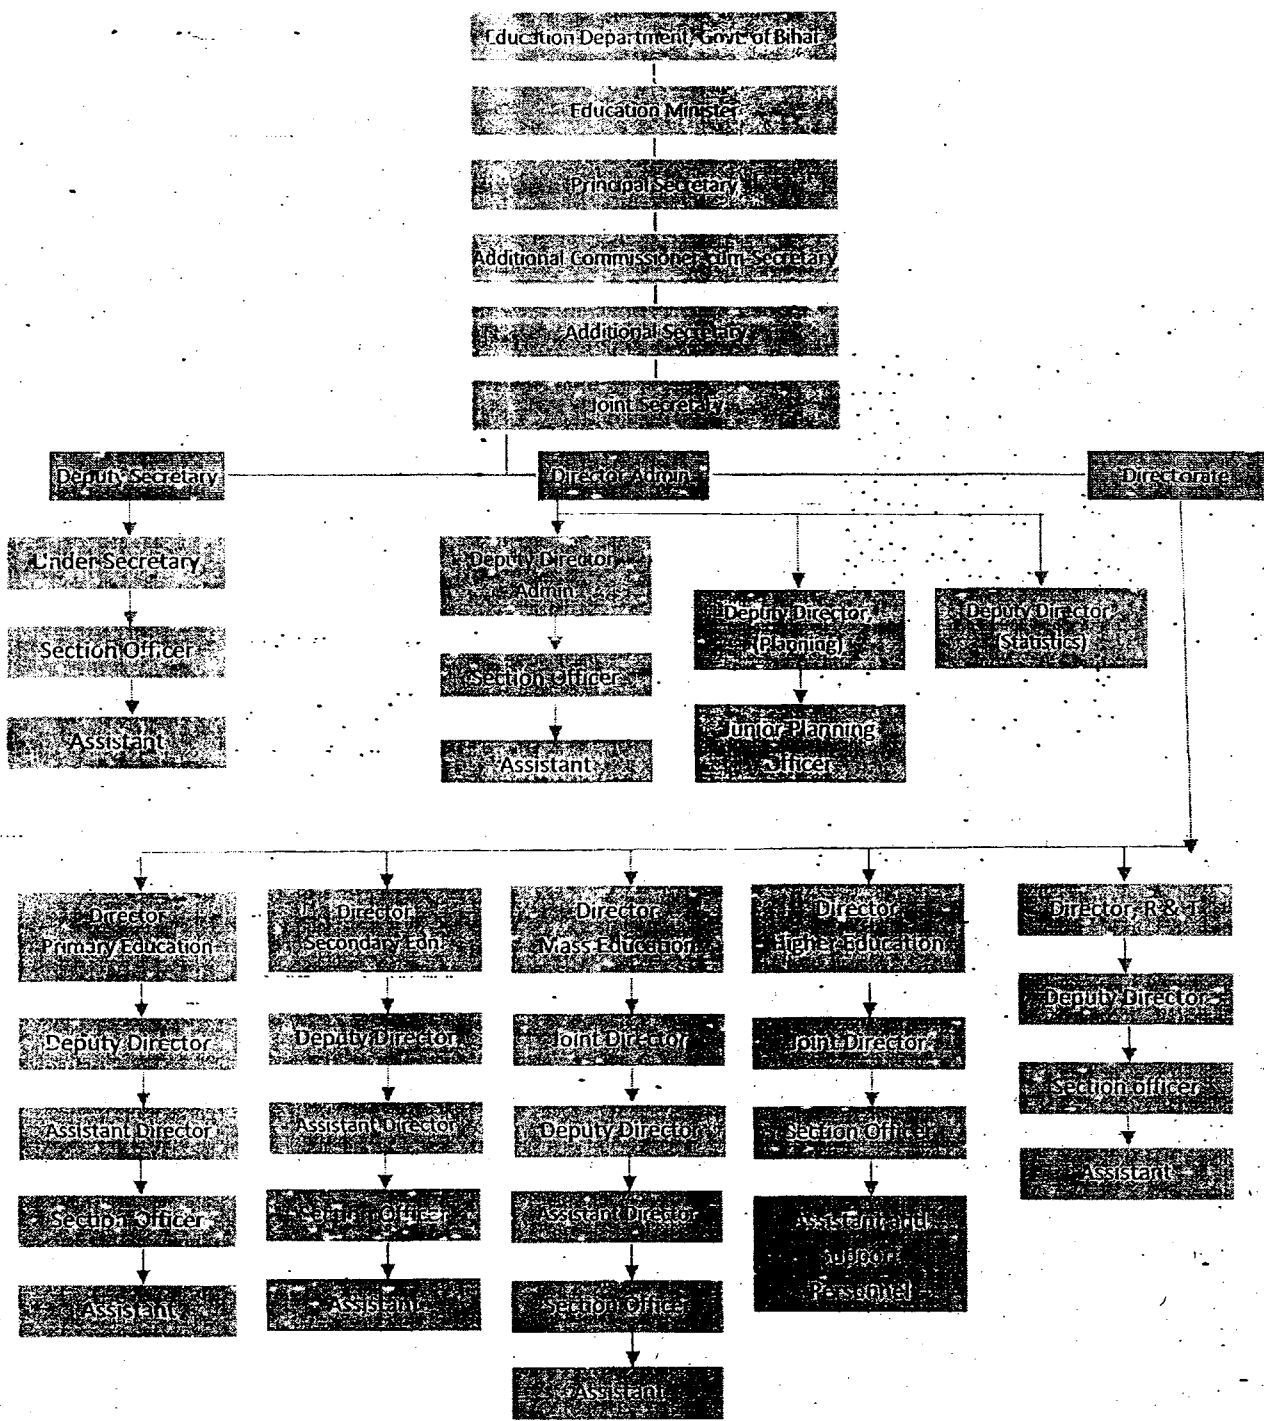 Education Department, Govt. of Bihar
Education Minister
Principal Secretary
Additional Commissioner-cum-Secretary
Additional Secretary
Joint Secretary
Deputy Secretary
Director Admin
Directorate
Under Secretary
Section Officer
Assistant
Deputy Director
Admin
Section Officer
Assistant
Deputy Director,
(Planning)
Junior Planning
Officer
Deputy Director
(Statistics)
Director
Primary Education
Deputy Director
Assistant Director
Section Officer
Assistant
Director
Secondary Edn.
Deputy Director
Assistant Director
Section Officer
Assistant
Director
Mass Education
Joint Director
Deputy Director
Assistant Director
Section Officer
Assistant
Director
Higher Education
Joint Director
Section Officer
Assistant and
Support
Personnel
Director, R & T
Deputy Director
Section officer
Assistant